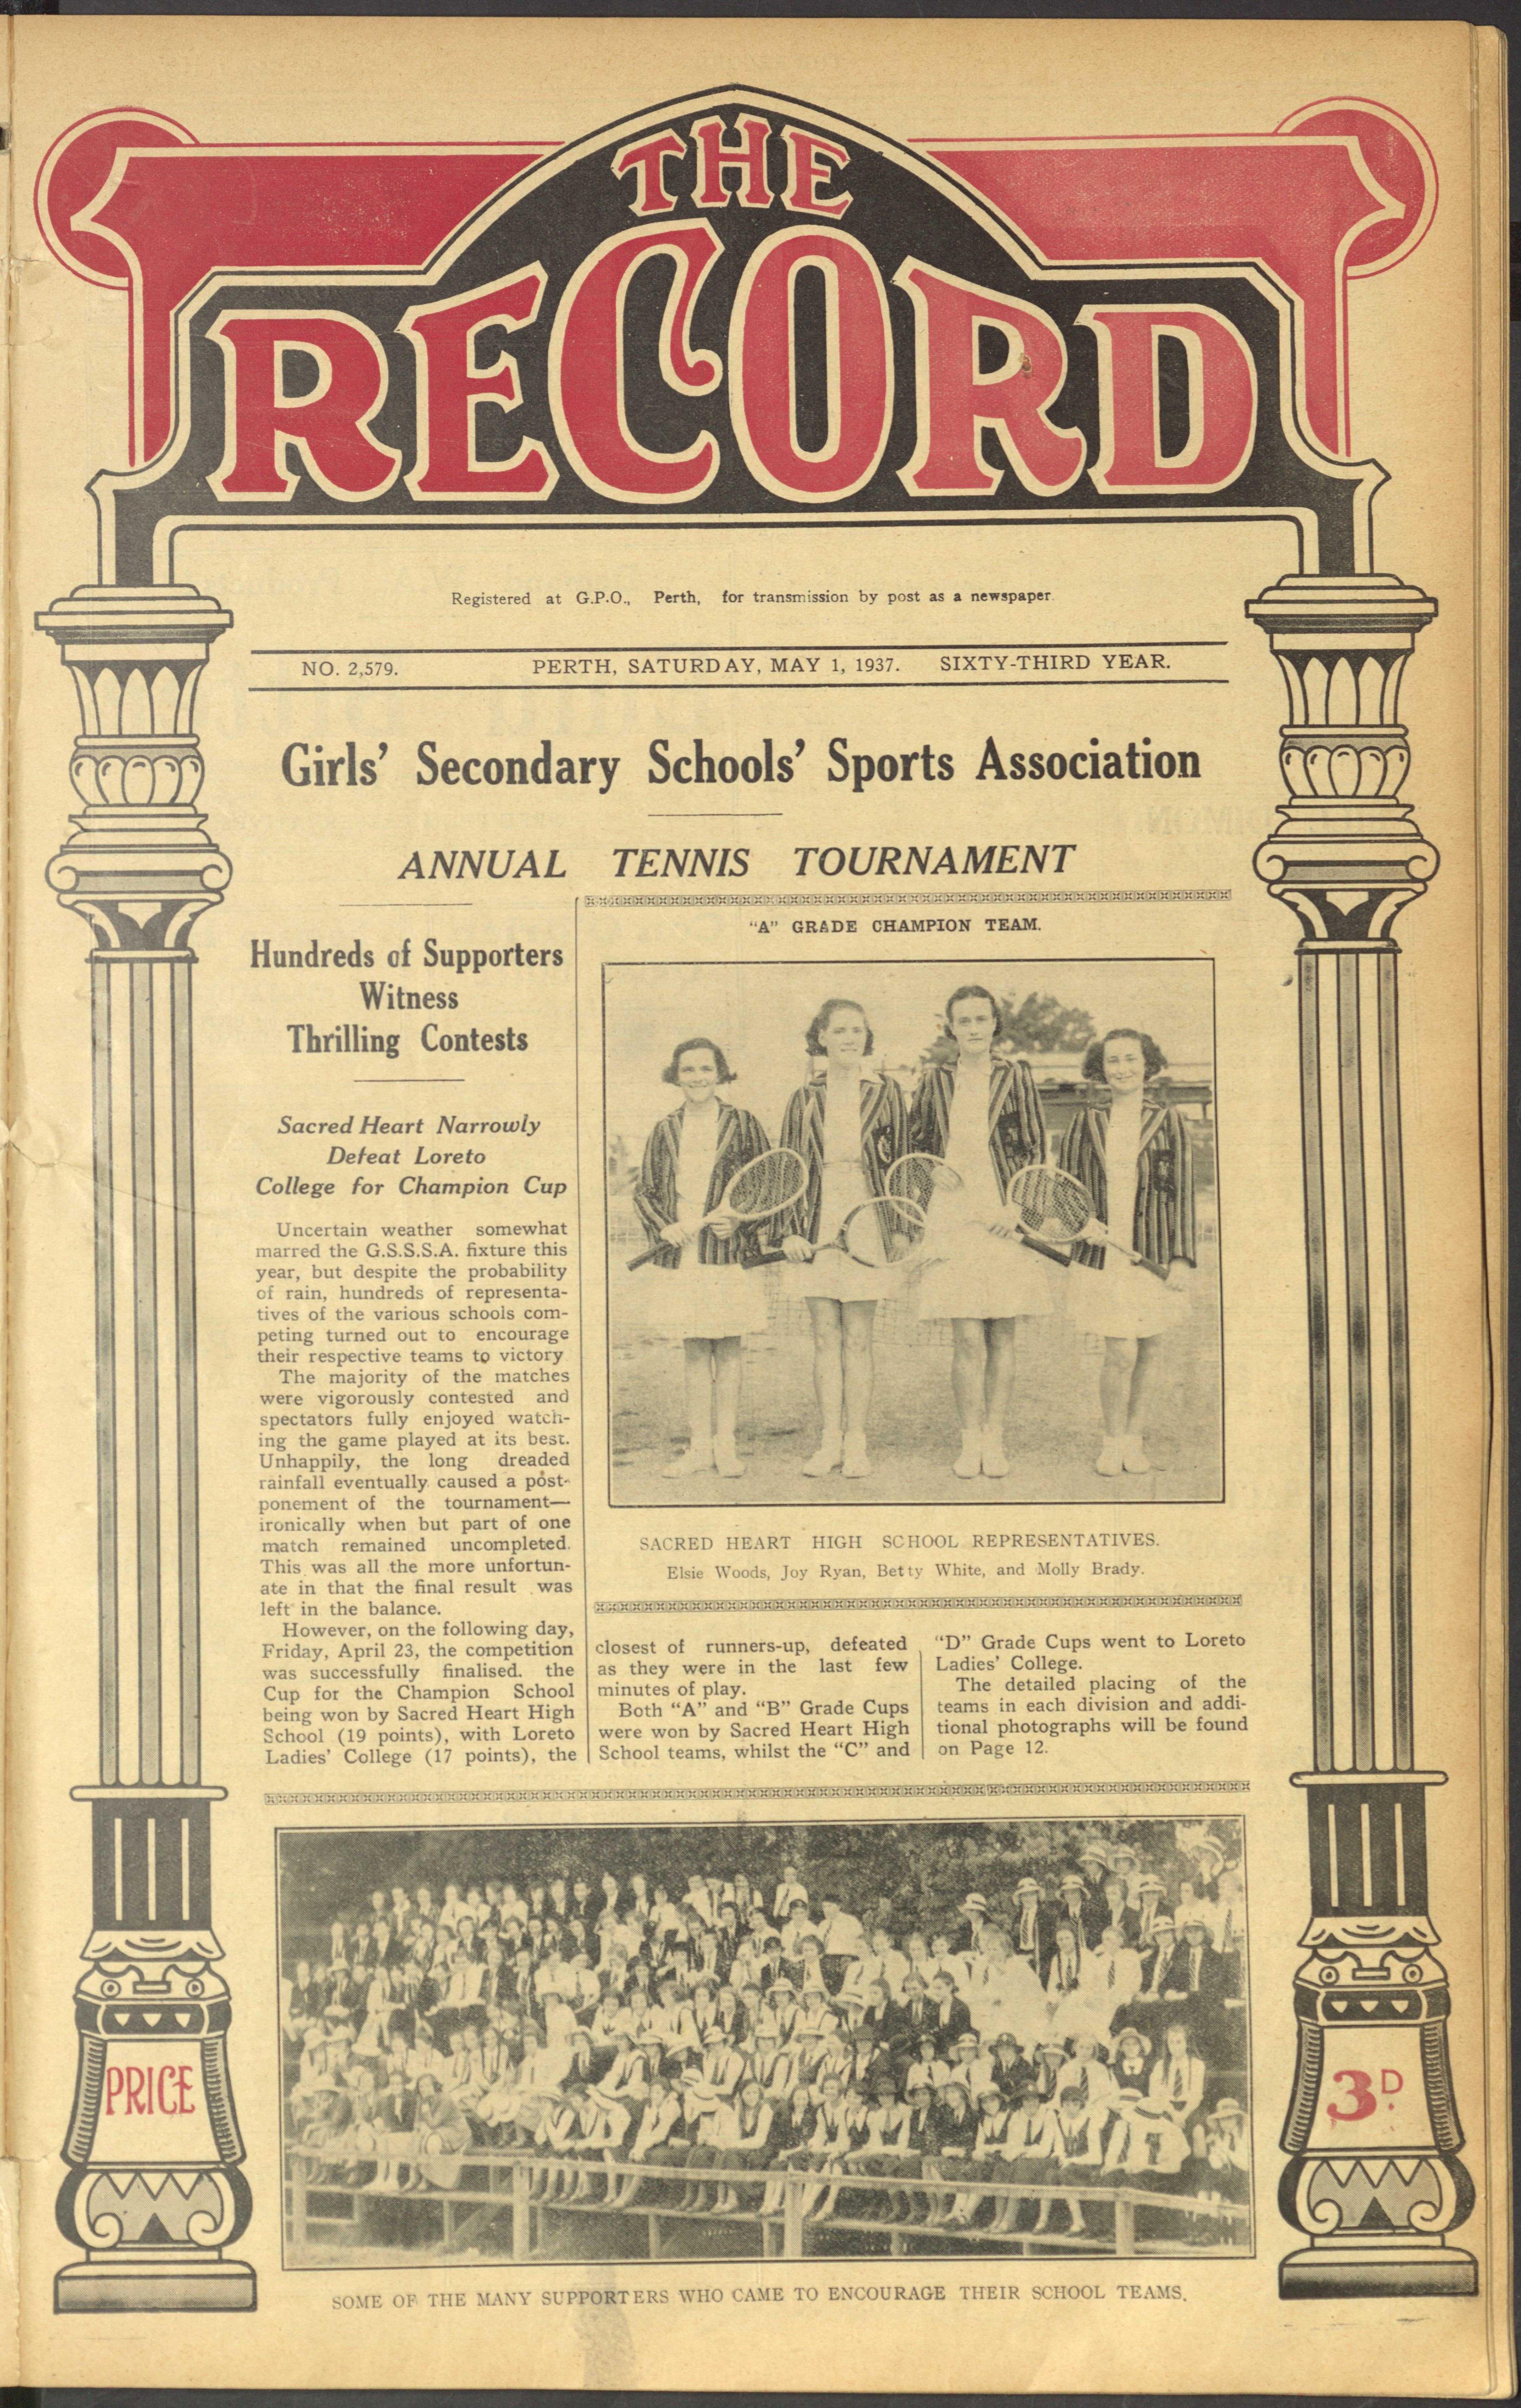 THE
RECORD
Registered at G.P.O., Perth, for transmission by post as a newspaper.
NO. 2,579. PERTH, SATURDAY, MAY 1, 1937. SIXTY-THIRD YEAR.
Girls' Secondary Schools' Sports Association
ANNUAL TENNIS TOURNAMENT
Hundreds of Supporters
Witness
Thrilling Contests
Sacred Heart Narrowly
Defeat Loreto
College for Champion Cup
Uncertain weather somewhat
marred the G.S.S.S.A. fixture this
year, but despite the probability
of rain, hundreds of representa-
tives of the various schools com-
peting turned out to encourage
their respective teams to victory
The majority of the matches
were vigorously contested and
spectators fully enjoyed watch-
ing the game played at its best.
Unhappily, the long dreaded
rainfall eventually caused a post-
ponement of the tournament—
ironically when but part of one
match remained uncompleted.
This was all the more unfortun-
ate in that the final result was
left in the balance.
However, on the following day,
Friday, April 23, the competition
was successfully finalised. the
Cup for the Champion School
being won by Sacred Heart High
School (19 points), with Loreto
Ladies' College (17 points), the
"A" GRADE CHAMPION TEAM.
SACRED HEART HIGH SCHOOL REPRESENTATIVES.
Elsie Woods, Joy Ryan, Betty White, and Molly Brady.
closest of runners-up, defeated
as they were in the last few
minutes of play.
Both "A" and "B" Grade Cups
were won by Sacred Heart High
School teams, whilst the "C" and
"D" Grade Cups went to Loreto
Ladies' College.
The detailed placing of the
teams in each division and addi-
tional photographs will be found
on Page 12.
PRICE
3D.
SOME OF THE MANY SUPPORTERS WHO CAME TO ENCOURAGE THEIR SCHOOL TEAMS.